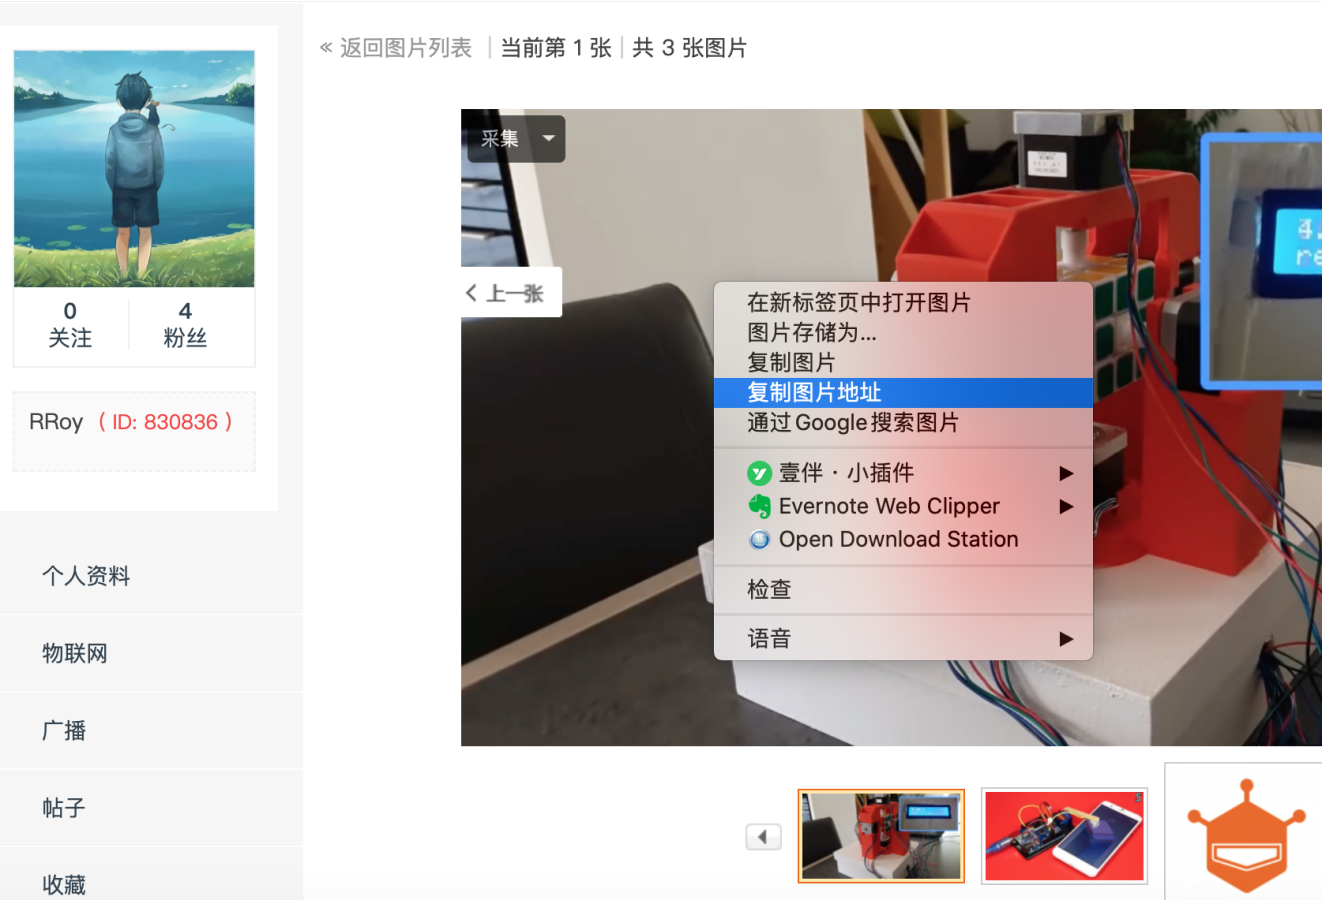 « 返回图片列表 | 当前第 1 张 | 共 3 张图片
采集
上一张
4.
re
0
关注
4
粉丝
RRoy （ ID: 830836 ）
个人资料
物联网
广播
帖子
收藏
在新标签页中打开图片
图片存储为...
复制图片
复制图片地址
通过Google搜索图片
壹伴 · 小插件
Evernote Web Clipper
Open Download Station
检查
语音